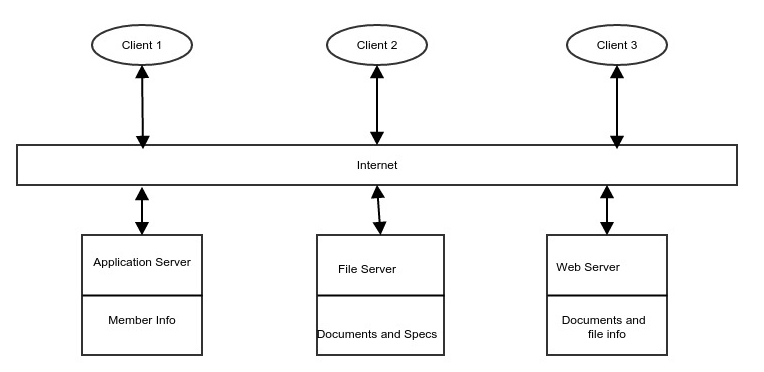 Client 1
Client 2
Client 3
Internet
Application Server
File Server
Web Server
Member Info
Documents and Specs
Documents and
file info